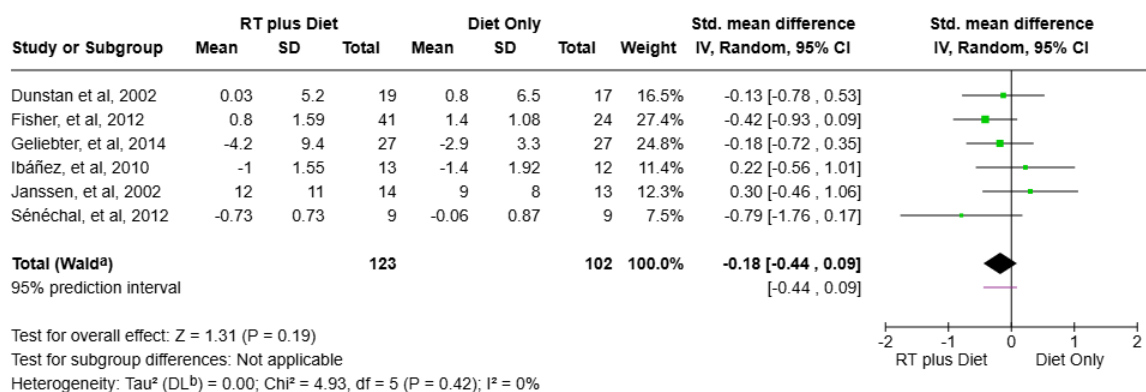 RT plus Diet Diet Only Std. mean difference Std. mean difference
Study or Subgroup Mean SD Total Mean SD Total Weight IV, Random, 95% CI IV, Random, 95% CI
Dunstan et al, 2002 0.03 5.2 19 0.8 6.5 17 16.5% -0.13 [-0.78 , 0.53]
Fisher, et al, 2012 0.8 1.59 41 1.4 1.08 24 27.4% -0.42 [-0.93 , 0.09]
Geliebter, et al, 2014 -4.2 9.4 27 -2.9 3.3 27 24.8% -0.18 [-0.72 , 0.35]
Ibáñez, et al, 2010 -1 1.55 13 -1.4 1.92 12 11.4% 0.22 [-0.56 , 1.01]
Janssen, et al, 2002 12 11 14 9 8 13 12.3% 0.30 [-0.46 , 1.06]
Sénéchal, et al, 2012 -0.73 0.73 9 -0.06 0.87 9 7.5% -0.79 [-1.76 , 0.17]
Total (Waldᵃ) 123 102 100.0% -0.18 [-0.44 , 0.09]
95% prediction interval [-0.44 , 0.09]
Test for overall effect: Z = 1.31 (P = 0.19)
Test for subgroup differences: Not applicable
Heterogeneity: Tau² (DLᵇ) = 0.00; Chi² = 4.93, df = 5 (P = 0.42); I² = 0%
-2 -1 0 1 2
RT plus Diet Diet Only